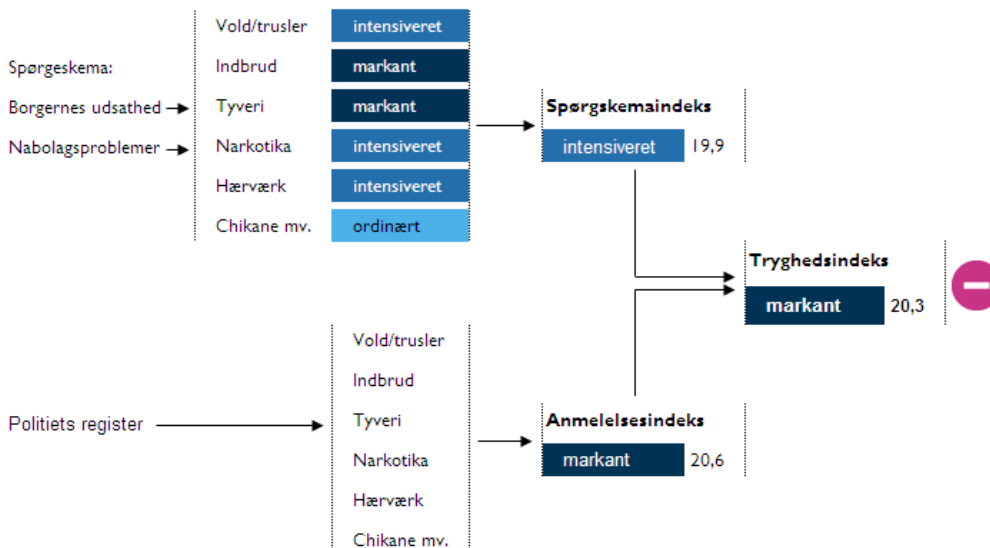 Spørgeskema:
Borgernes udsathed
Nabolagsproblemer
Vold/trusler intensiveret
Indbrud markant
Tyveri markant
Narkotika intensiveret
Hærværk intensiveret
Chikane mv. ordinært
Spørgskemaindeks
intensiveret 19,9
Tryghedsindeks
markant 20,3
Politiets register
Vold/trusler
Indbrud
Tyveri
Narkotika
Hærværk
Chikane mv.
Anmelelsesindeks
markant 20,6